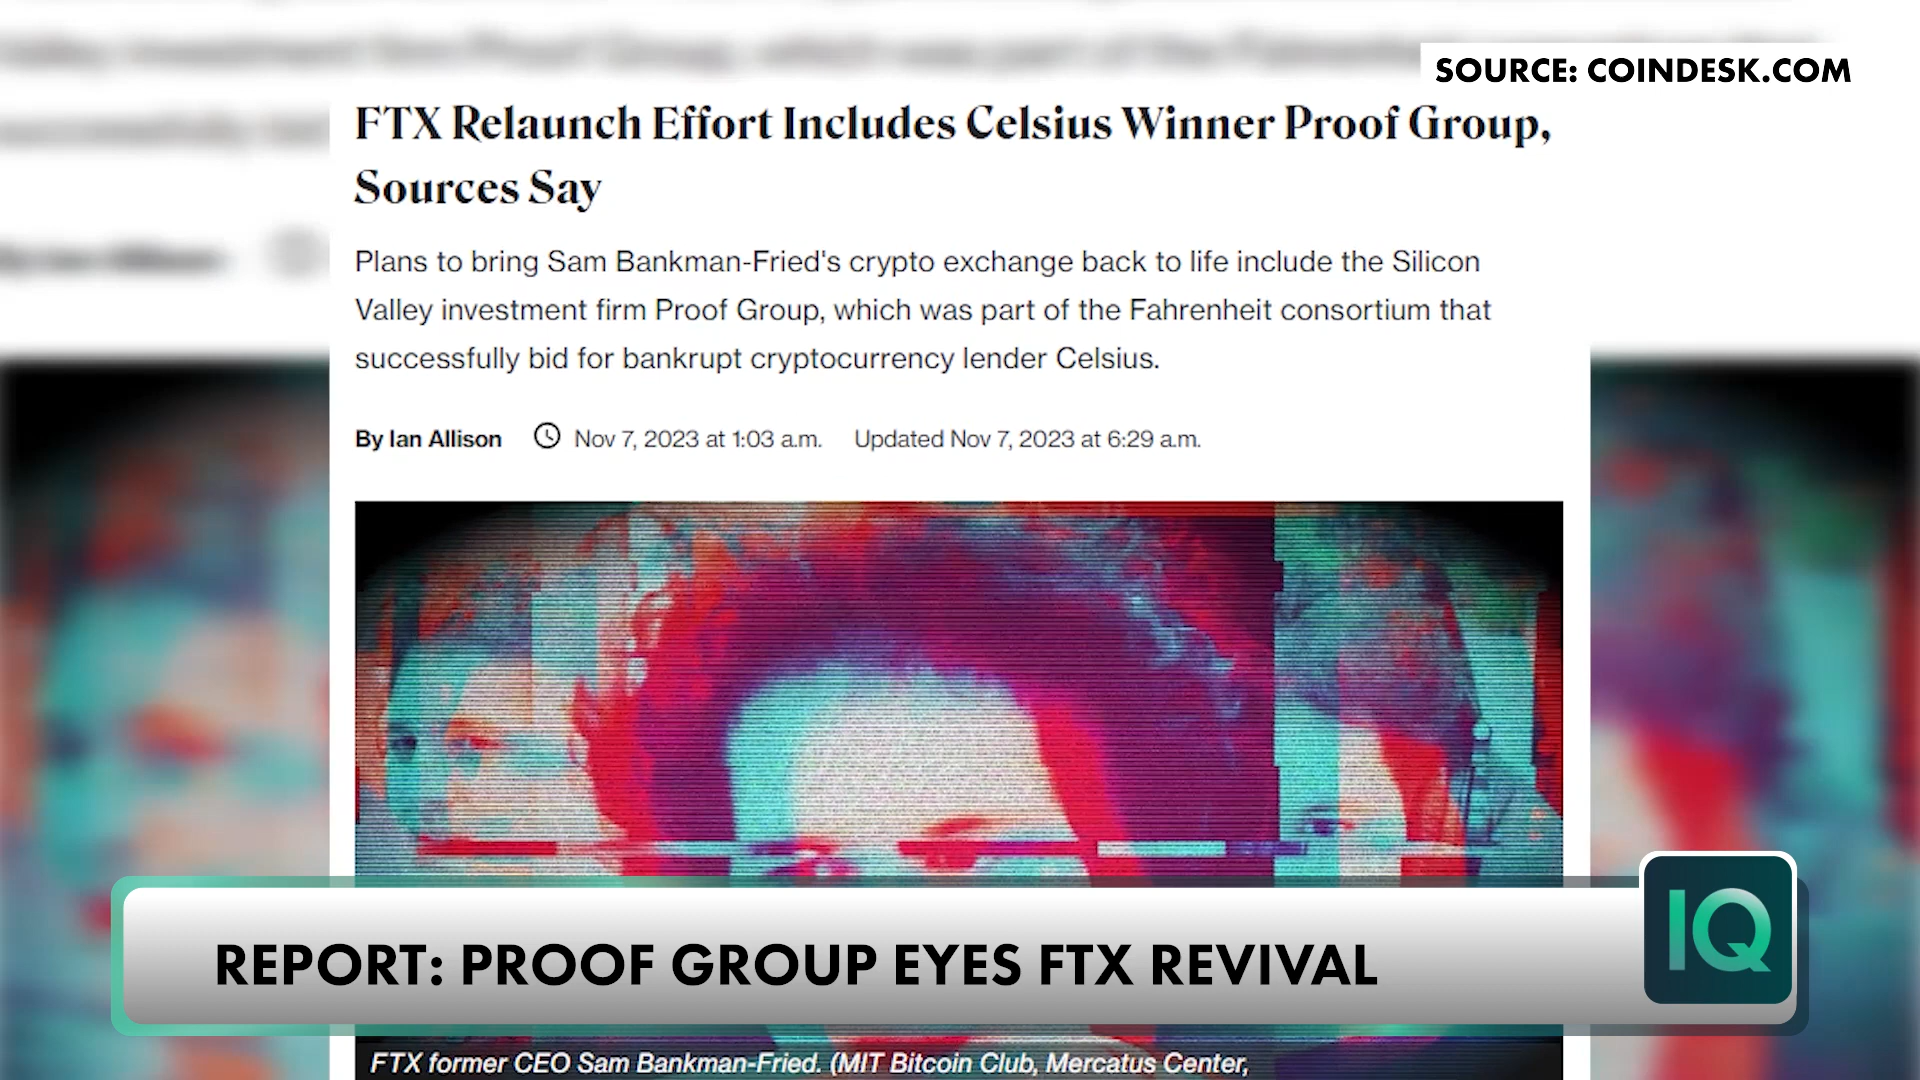 SOURCE: COINDESK.COM
FTX Relaunch Effort Includes Celsius Winner Proof Group,
Sources Say
Plans to bring Sam Bankman-Fried's crypto exchange back to life include the Silicon
Valley investment firm Proof Group, which was part of the Fahrenheit consortium that
successfully bid for bankrupt cryptocurrency lender Celsius.
By Ian Allison Nov 7, 2023 at 1:03 a.m. Updated Nov 7, 2023 at 6:29 a.m.
REPORT: PROOF GROUP EYES FTX REVIVAL
IQ
FTX former CEO Sam Bankman-Fried. (MIT Bitcoin Club, Mercatus Center,